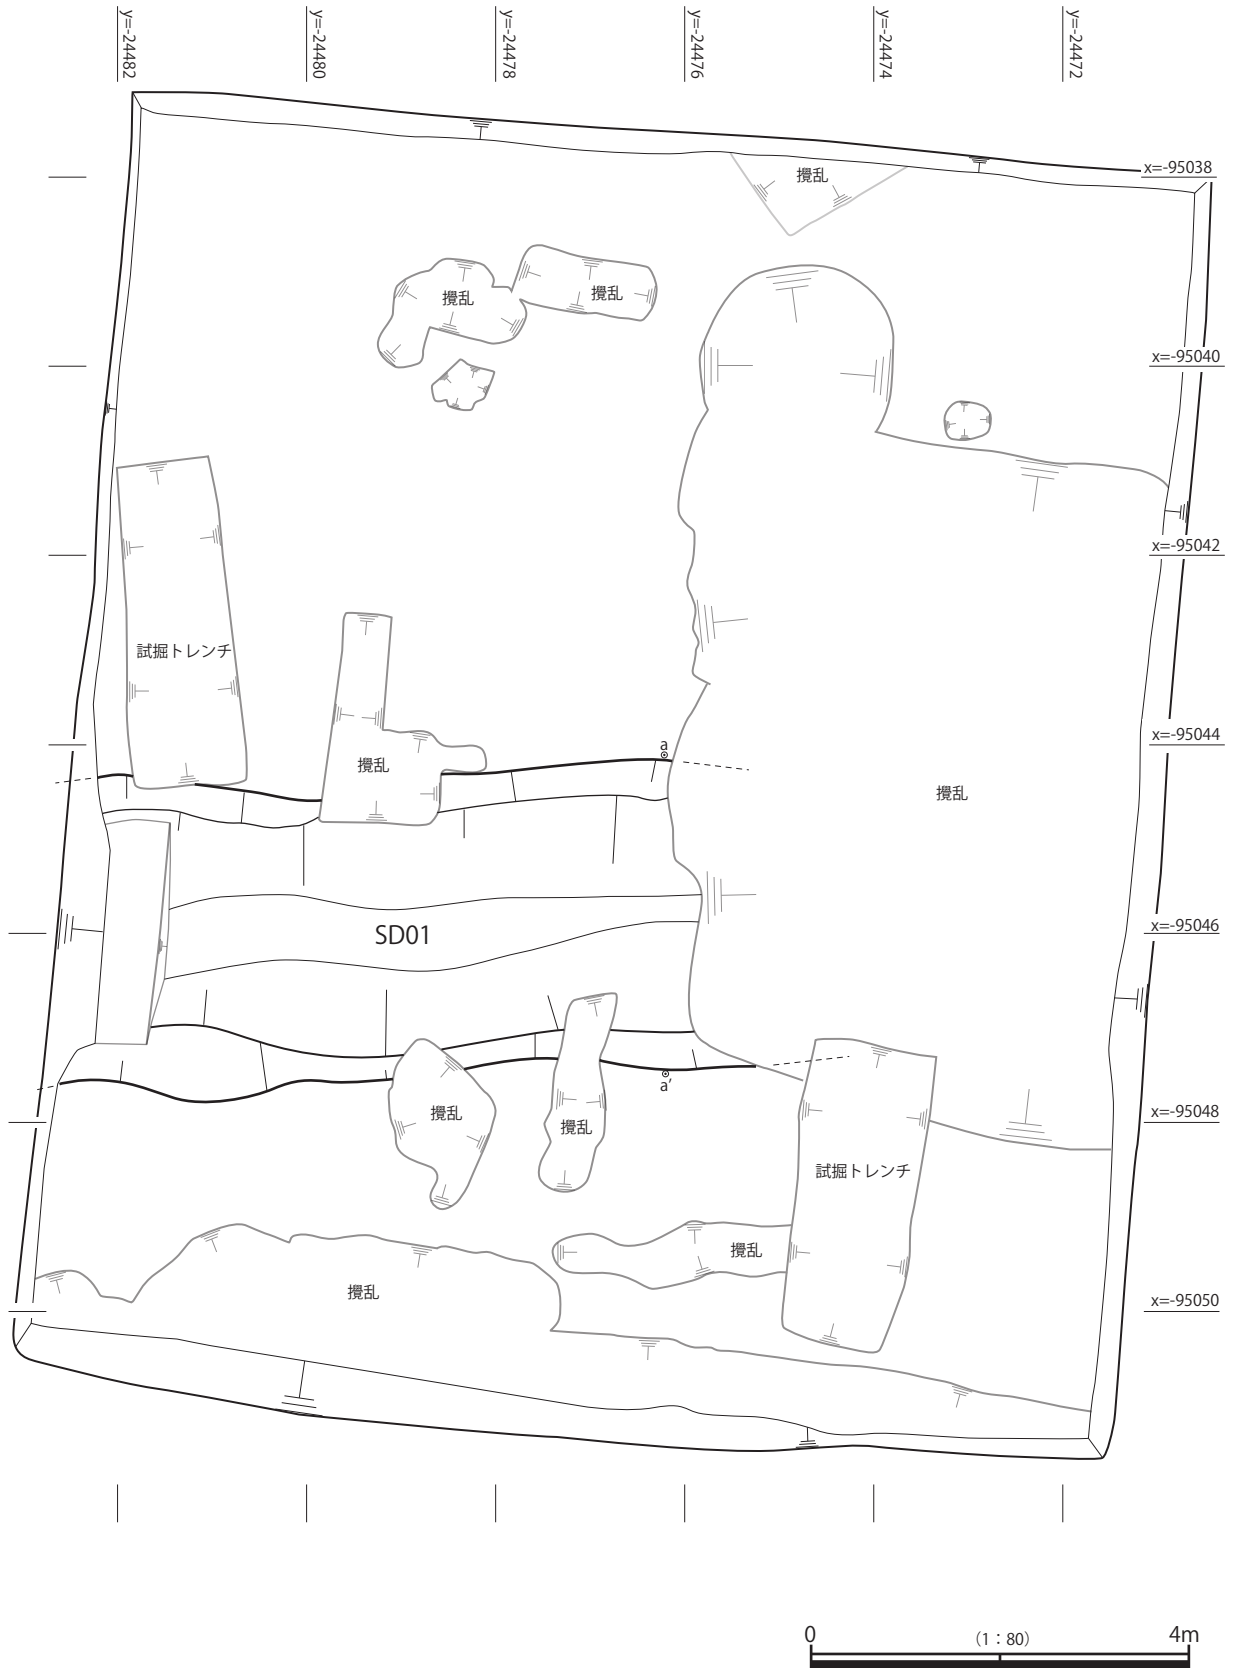 y=-24482
y=-24480
y=-24478
y=-24476
y=-24474
y=-24472
x=-95038
攪乱
攪乱
攪乱
x=-95040
x=-95042
試掘トレンチ
x=-95044
a
攪乱
攪乱
x=-95046
SD01
a'
x=-95048
攪乱
攪乱
試掘トレンチ
攪乱
攪乱
x=-95050
0
（1：80）
4m